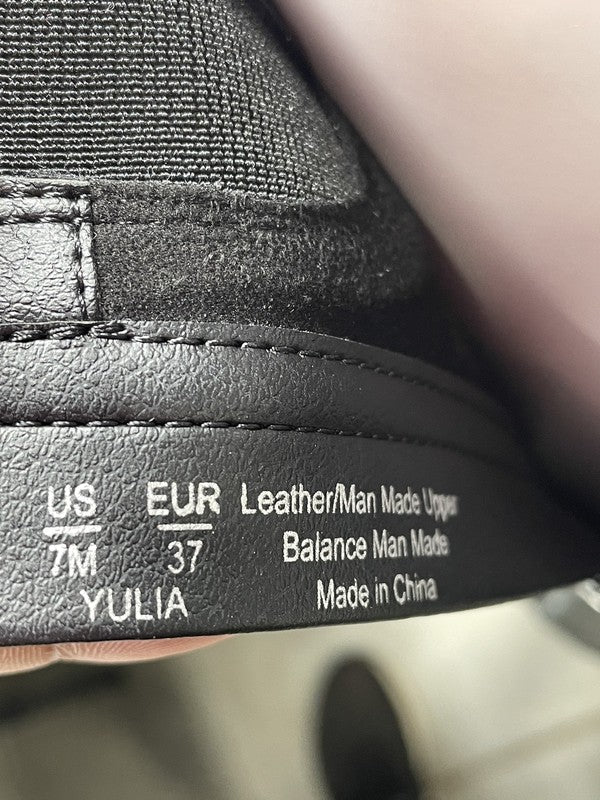 US EUR Leather/Man Made Upper
7M 37 Balance Man Made
YULIA Made in China